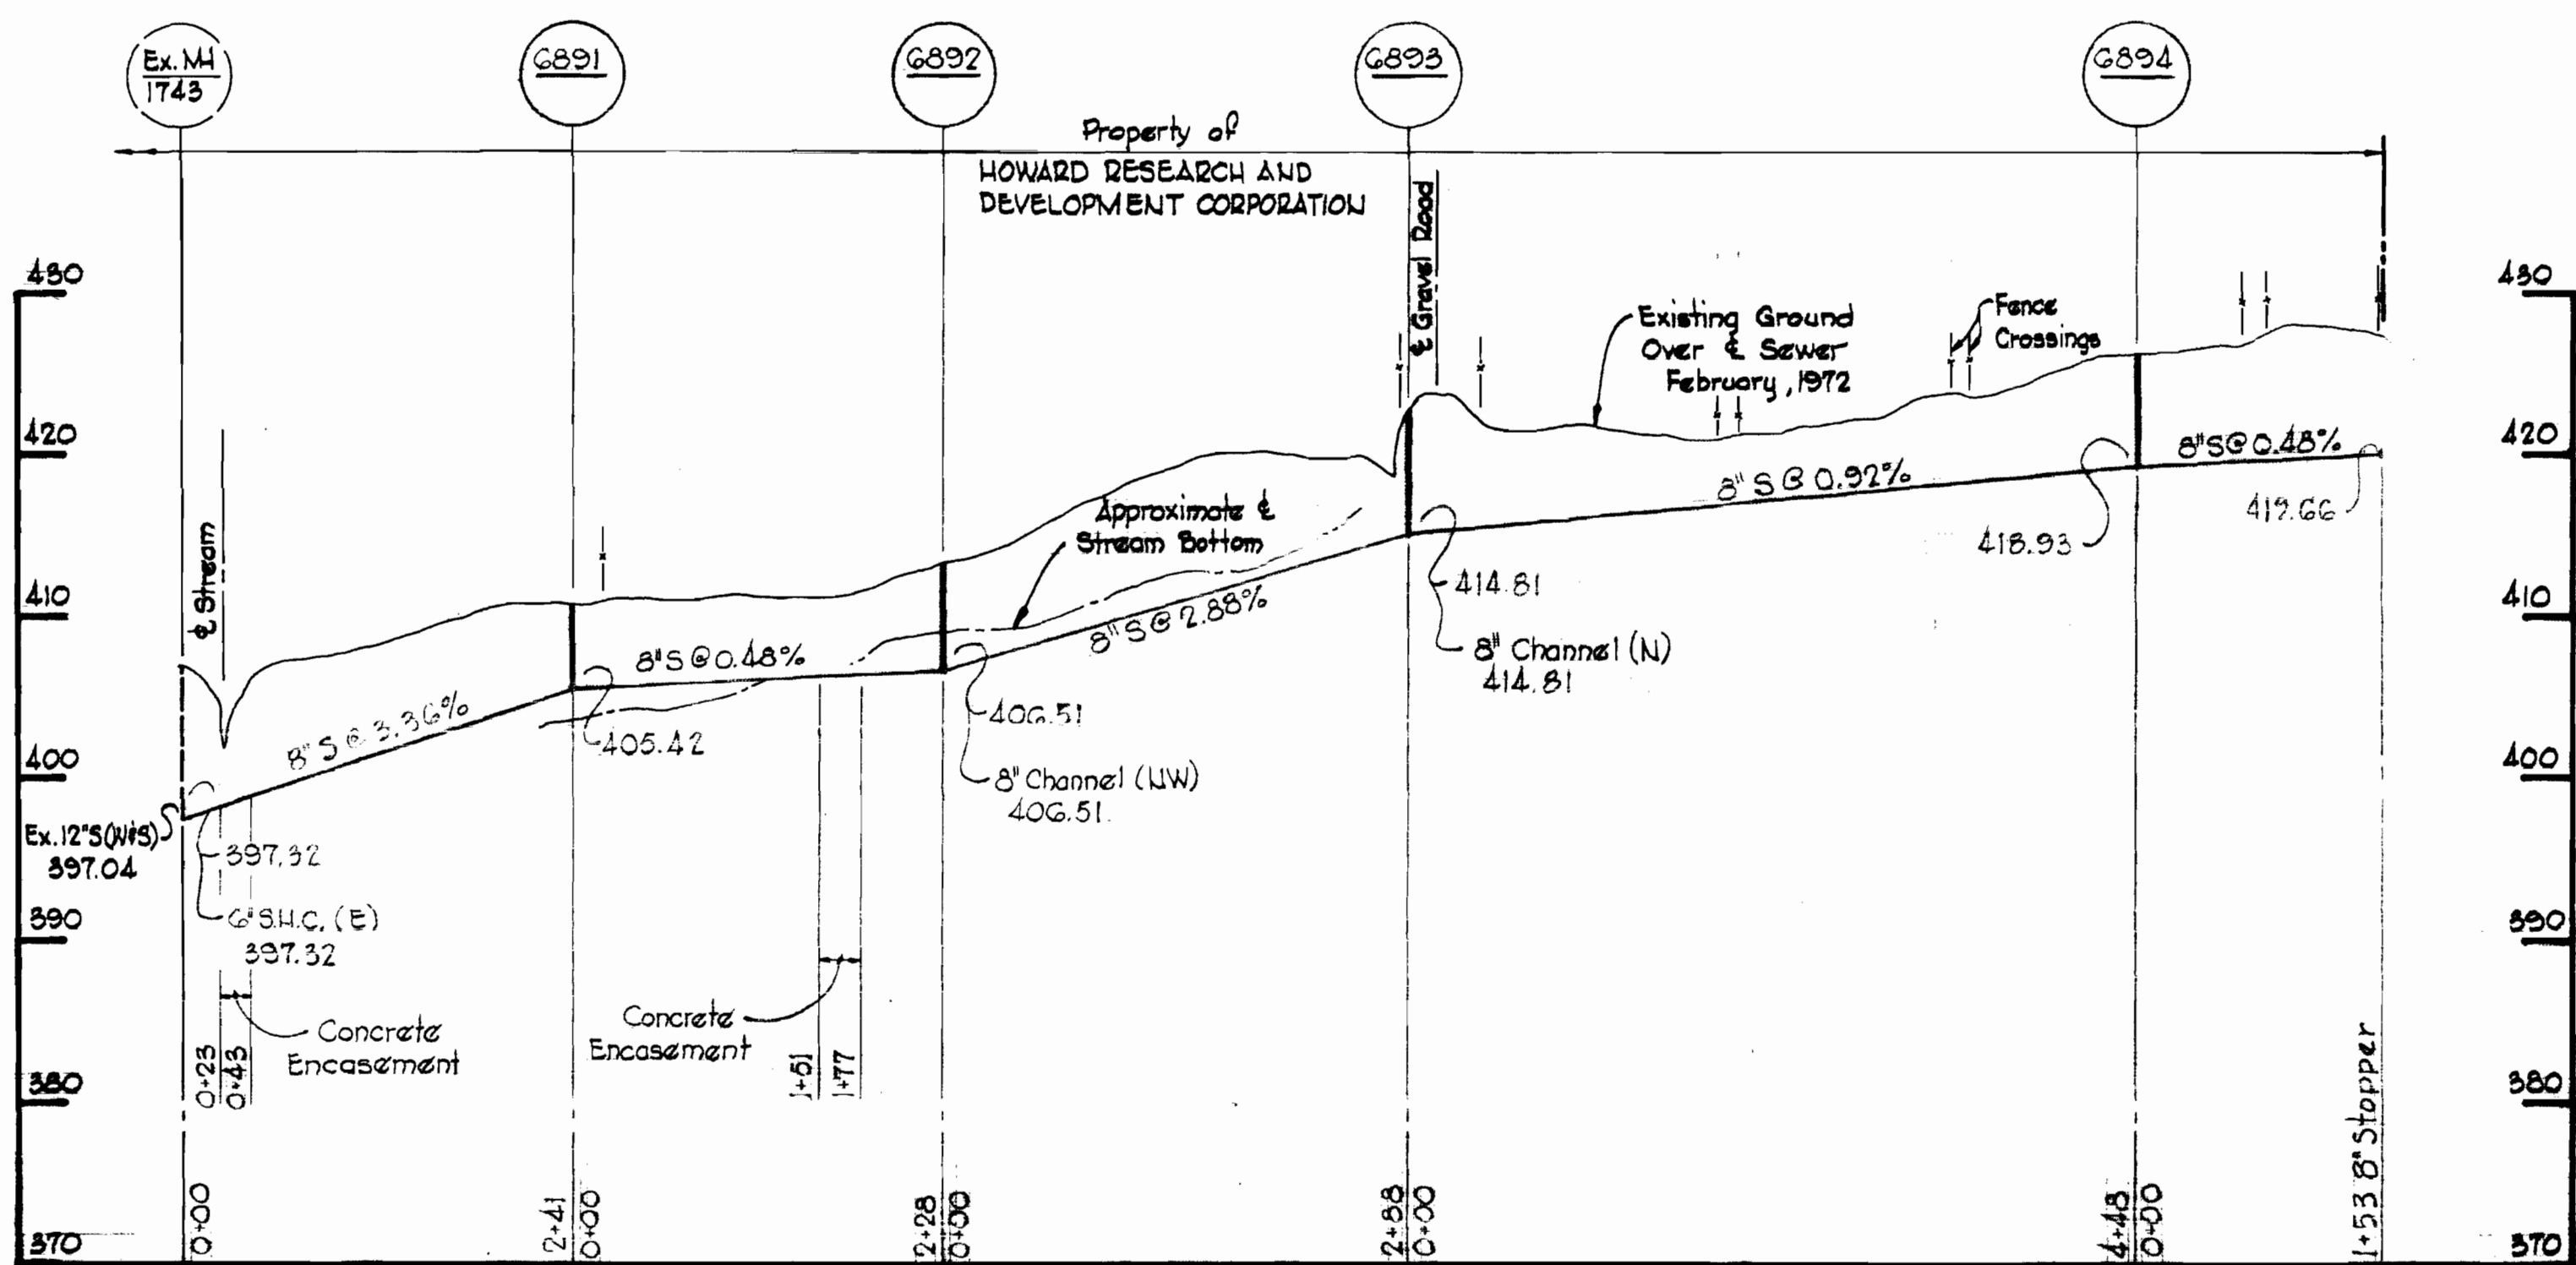 Ex. MH
1743
6891
6892
6893
6894
Property of
HOWARD RESEARCH AND
DEVELOPMENT CORPORATION
℄ Gravel Road
430
420
410
400
390
380
370
430
420
410
400
390
380
370
℄ Stream
Existing Ground
Over ℄ Sewer
February, 1972
Fence
Crossings
Approximate ℄
Stream Bottom
8" S @ 3.36%
8" S @ 0.48%
8" S @ 2.88%
8" S @ 0.92%
8" S @ 0.48%
Ex. 12" S (W&S)
397.04
397.32
6" S.H.C. (E)
397.32
405.42
406.51
8" Channel (NW)
406.51
414.81
8" Channel (N)
414.81
418.93
419.66
Concrete
Encasement
Concrete
Encasement
0+23
0+43
1+51
1+77
0+00
2+41
0+00
2+28
0+00
2+88
0+00
4+48
0+00
1+53 8" Stopper